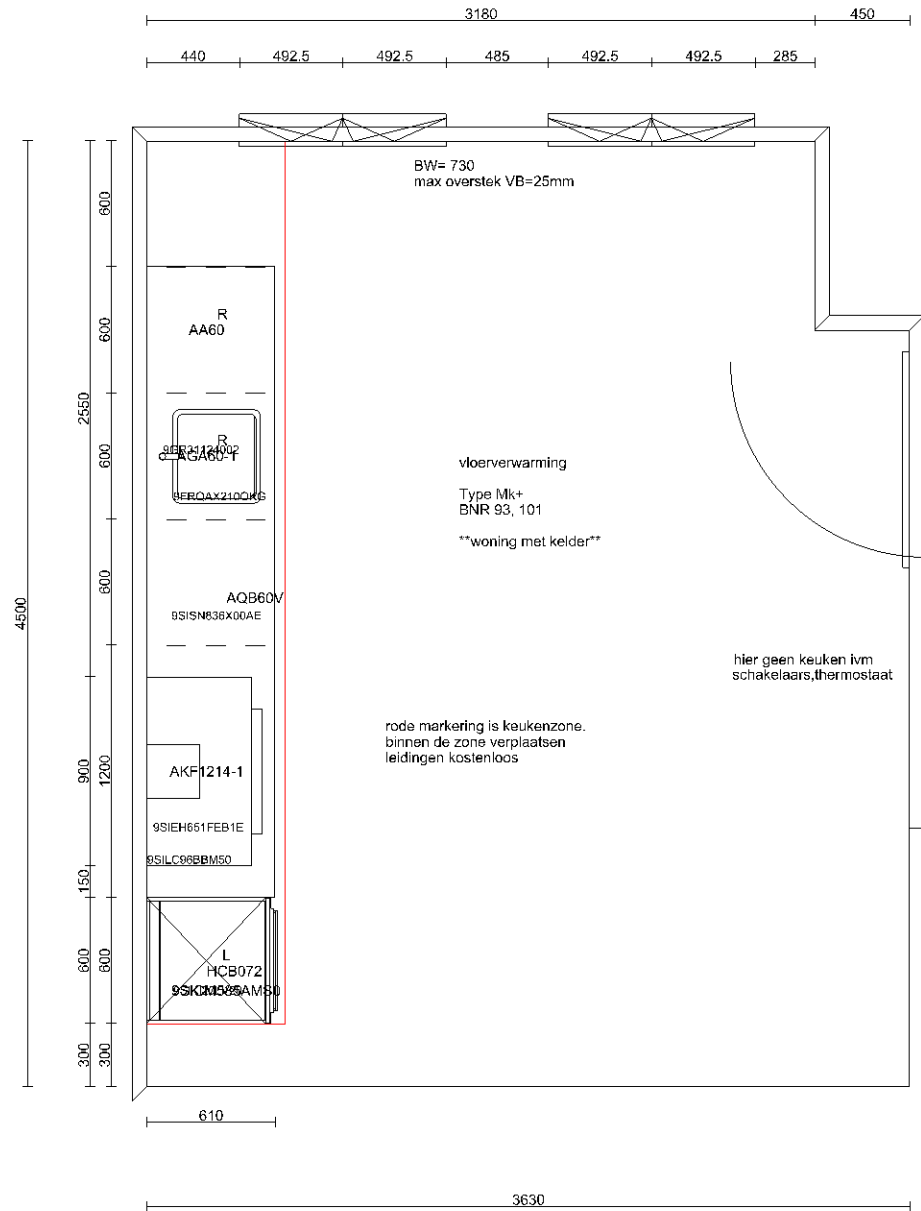 3180
450
440
492.5
492.5
485
492.5
492.5
285
BW= 730
max overstek VB=25mm
600
600
2550
600
600
4500
900
1200
150
600
600
300
300
R
AA60
R
9GR31124002
AGA60-1
9FRQAX210QKG
AQB60V
9SISN836X00AE
AKF1214-1
9SIEH651FEB1E
9SILC96BBM50
L
HCB072
vloerverwarming
Type Mk+
BNR 93, 101
**woning met kelder**
hier geen keuken ivm
schakelaars,thermostaat
rode markering is keukenzone.
binnen de zone verplaatsen
leidingen kostenloos
610
3630